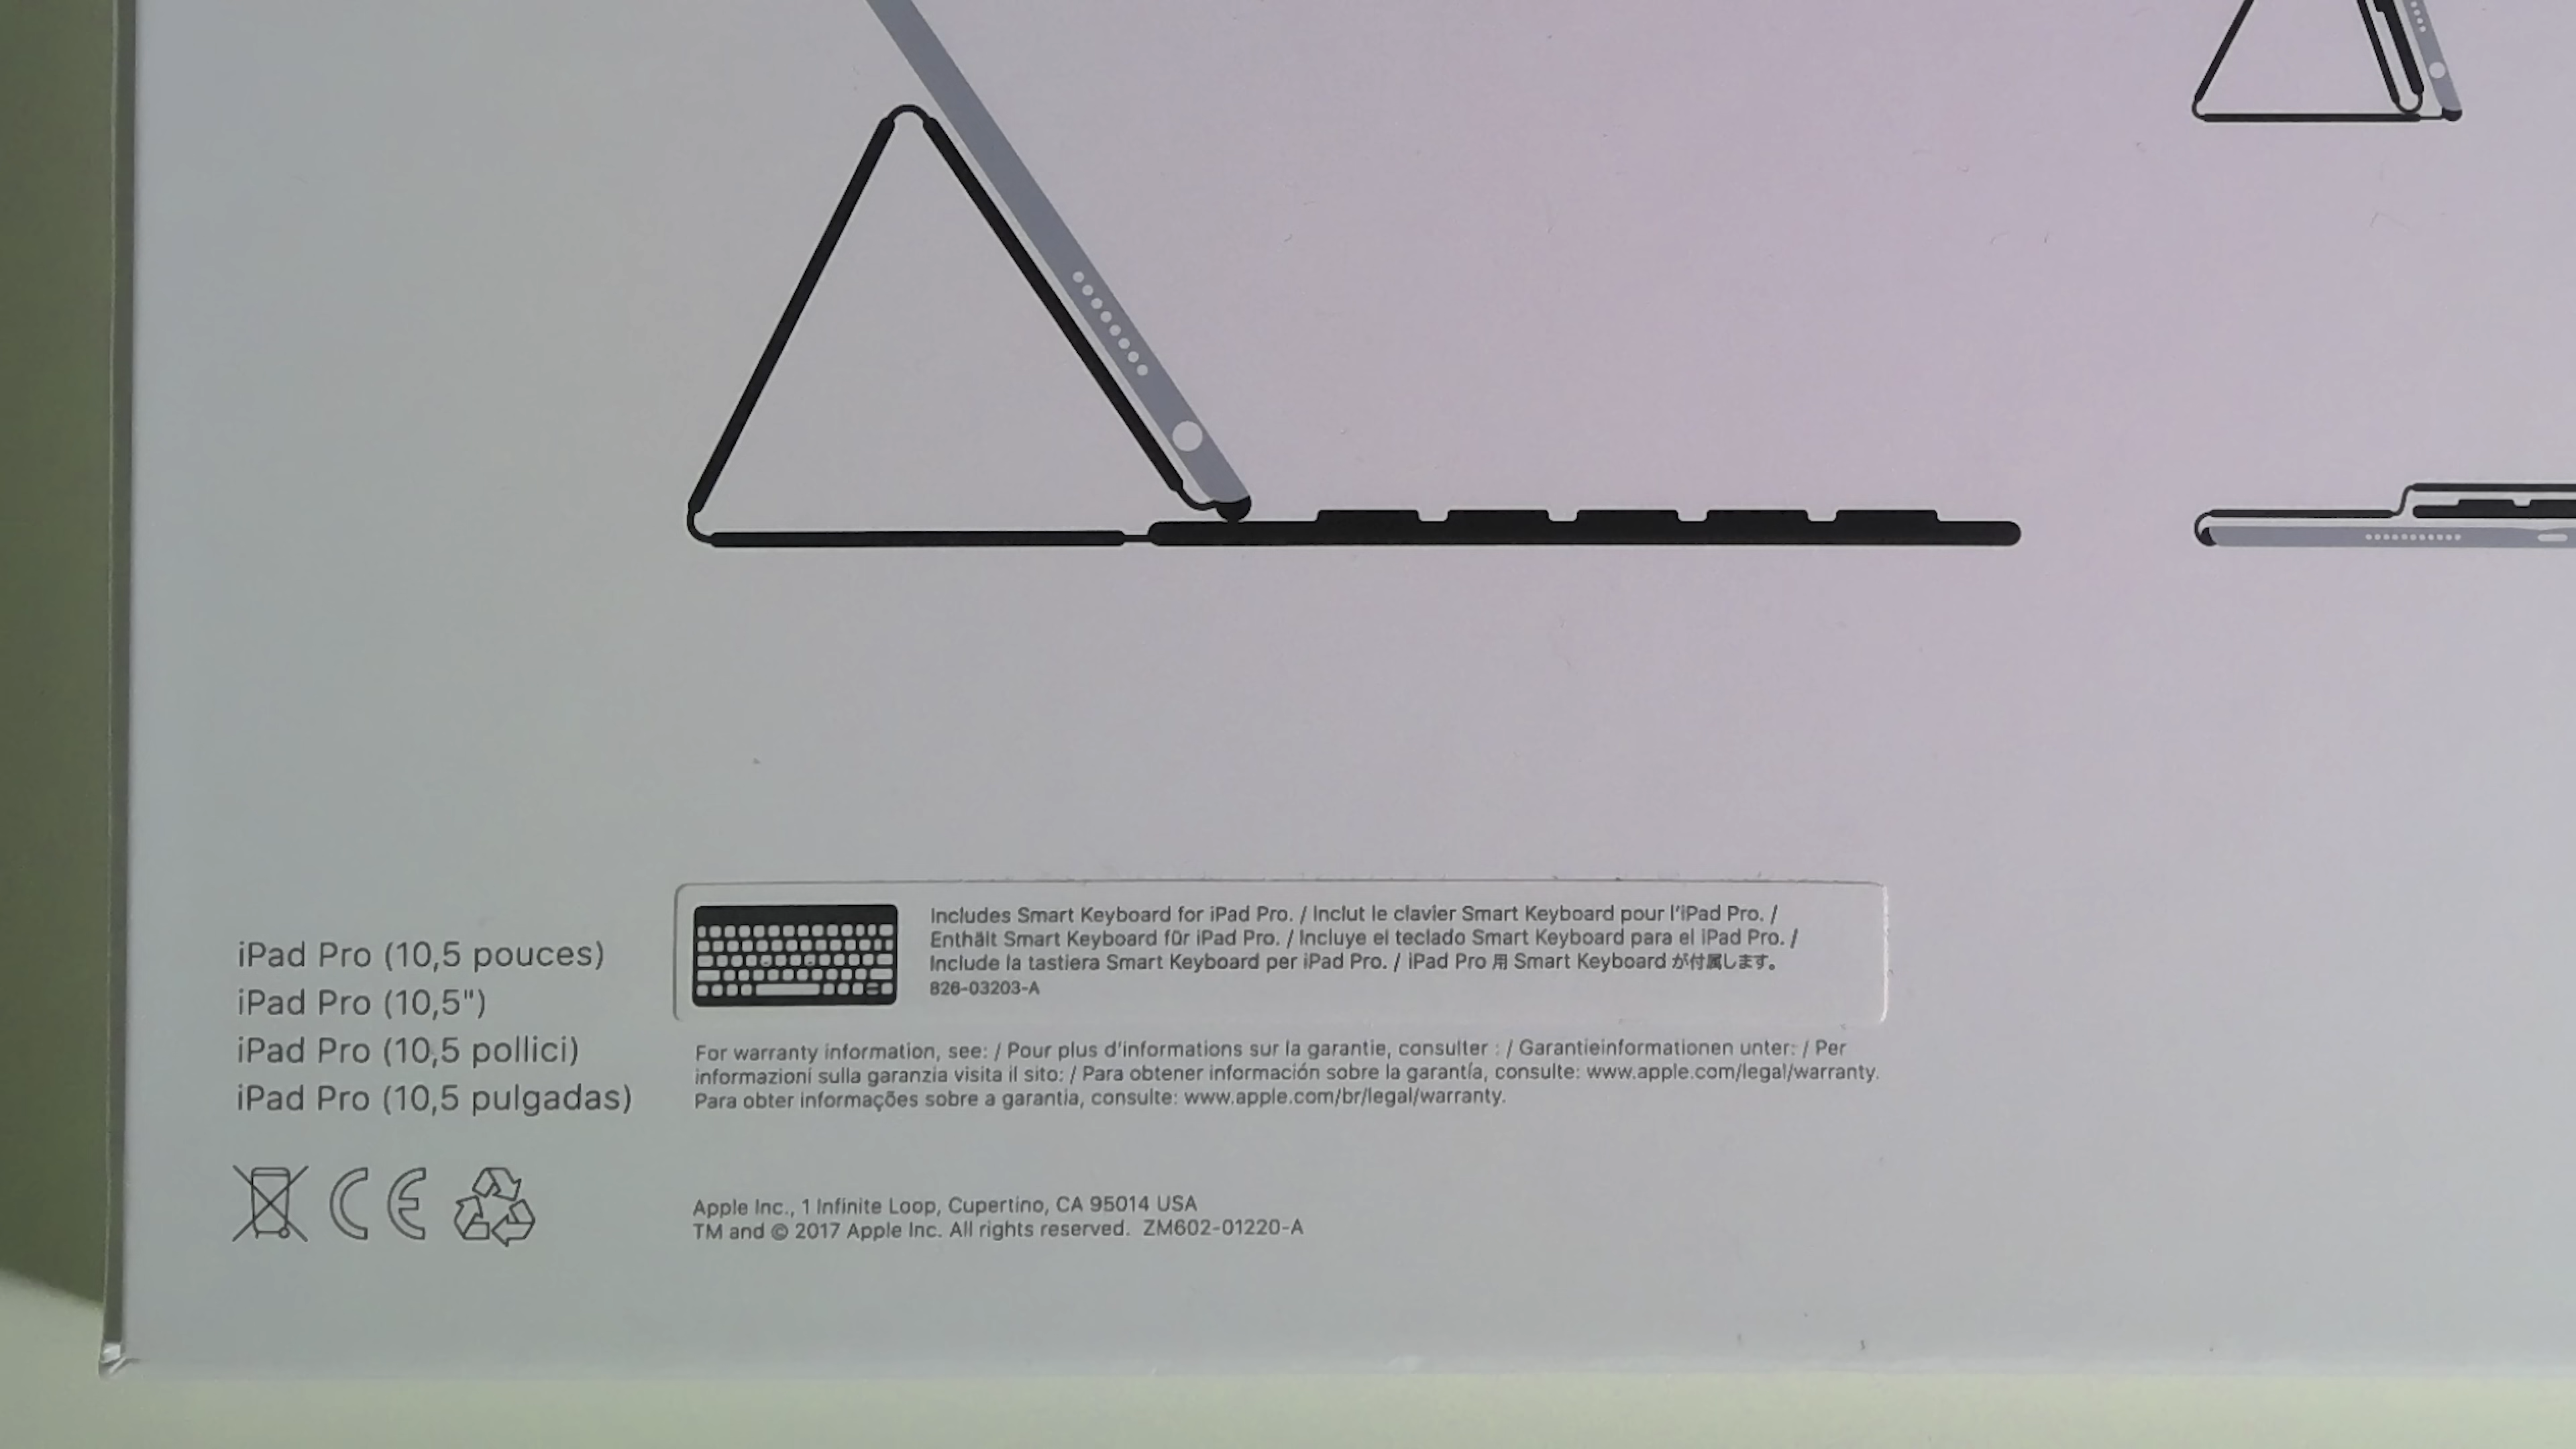 iPad Pro (10,5 pouces)
iPad Pro (10,5")
iPad Pro (10,5 pollici)
iPad Pro (10,5 pulgadas)
Includes Smart Keyboard for iPad Pro. / Inclut le clavier Smart Keyboard pour l'iPad Pro. /
Enthält Smart Keyboard für iPad Pro. / Incluye el teclado Smart Keyboard para el iPad Pro. /
Include la tastiera Smart Keyboard per iPad Pro. / iPad Pro 用 Smart Keyboard が付属します。
826-03203-A
For warranty information, see: / Pour plus d'informations sur la garantie, consulter : / Garantieinformationen unter: / Per
informazioni sulla garanzia visita il sito: / Para obtener información sobre la garantía, consulte: www.apple.com/legal/warranty.
Para obter informações sobre a garantia, consulte: www.apple.com/br/legal/warranty.
CE
Apple Inc., 1 Infinite Loop, Cupertino, CA 95014 USA
TM and © 2017 Apple Inc. All rights reserved. ZM602-01220-A